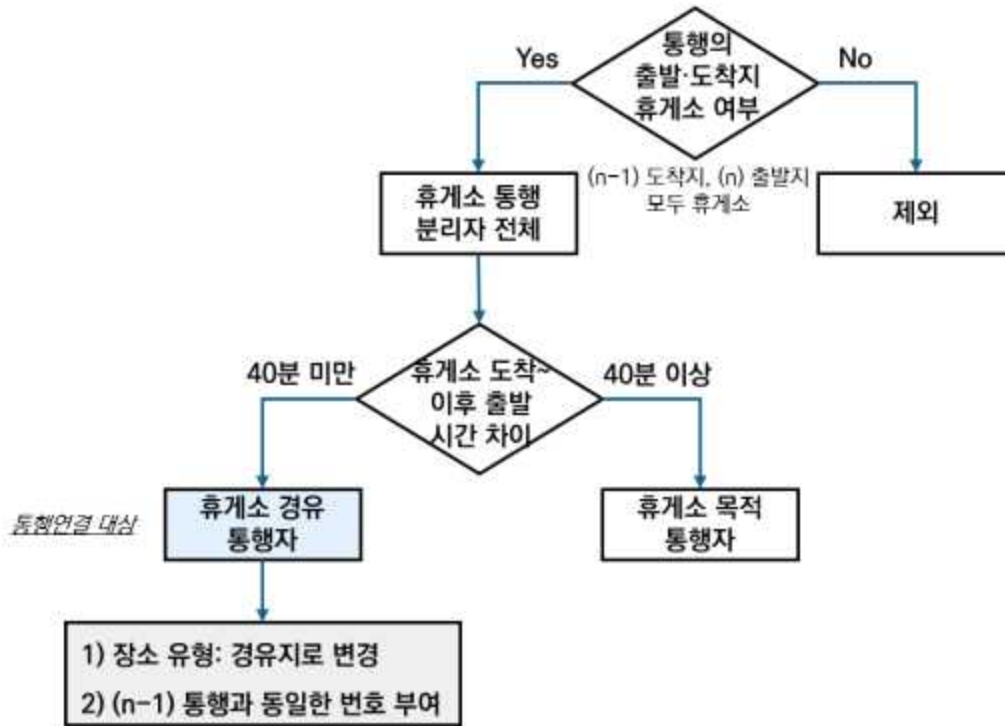 통행의
출발·도착지
휴게소 여부
Yes
No
(n-1) 도착지, (n) 출발지
모두 휴게소
휴게소 통행
분리자 전체
제외
휴게소 도착~
이후 출발
시간 차이
40분 미만
40분 이상
통행연결 대상
휴게소 경유
통행자
휴게소 목적
통행자
1) 장소 유형: 경유지로 변경
2) (n-1) 통행과 동일한 번호 부여